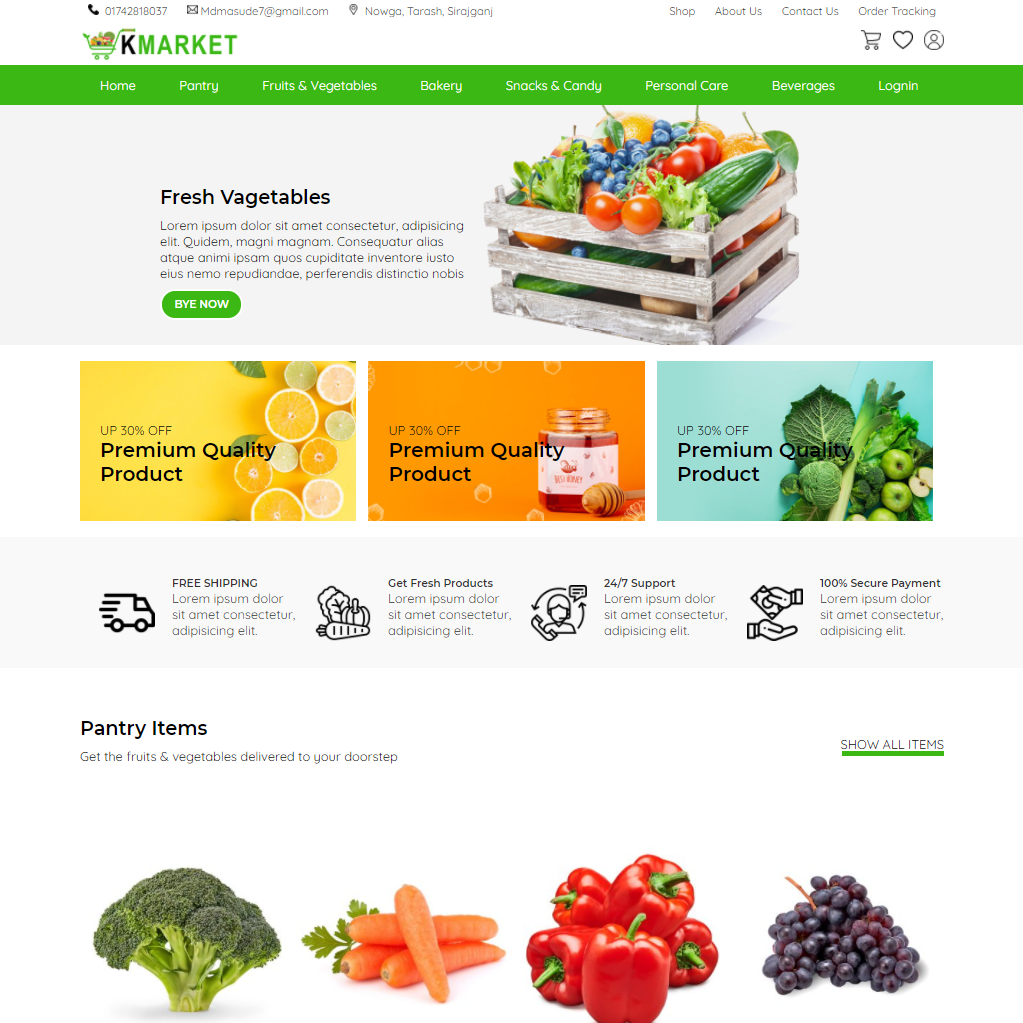 01742818037 Mdmasude7@gmail.com Nowga, Tarash, Sirajganj Shop About Us Contact Us Order Tracking
KMARKET
Home Pantry Fruits & Vegetables Bakery Snacks & Candy Personal Care Beverages LognIn
Fresh Vagetables
Lorem ipsum dolor sit amet consectetur, adipisicing
elit. Quidem, magni magnam. Consequatur alias
atque animi ipsam quos cupiditate inventore iusto
eius nemo repudiandae, perferendis distinctio nobis
BYE NOW
UP 30% OFF
Premium Quality
Product
UP 30% OFF
Premium Quality
Product
BEST HONEY
UP 30% OFF
Premium Quality
Product
FREE SHIPPING
Lorem ipsum dolor
sit amet consectetur,
adipisicing elit.
Get Fresh Products
Lorem ipsum dolor
sit amet consectetur,
adipisicing elit.
24/7 Support
Lorem ipsum dolor
sit amet consectetur,
adipisicing elit.
100% Secure Payment
Lorem ipsum dolor
sit amet consectetur,
adipisicing elit.
Pantry Items
Get the fruits & vegetables delivered to your doorstep
SHOW ALL ITEMS